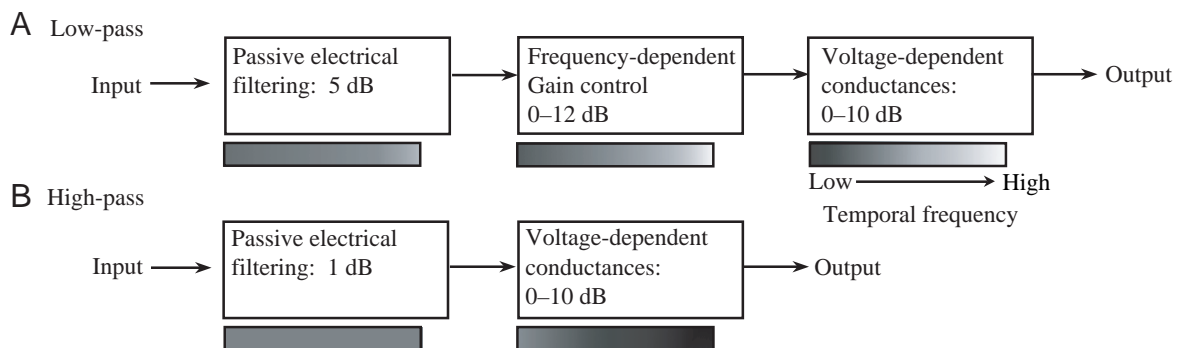 A Low-pass
Input
Passive electrical
filtering: 5 dB
Frequency-dependent
Gain control
0–12 dB
Voltage-dependent
conductances:
0–10 dB
Output
Low High
Temporal frequency
B High-pass
Input
Passive electrical
filtering: 1 dB
Voltage-dependent
conductances:
0–10 dB
Output